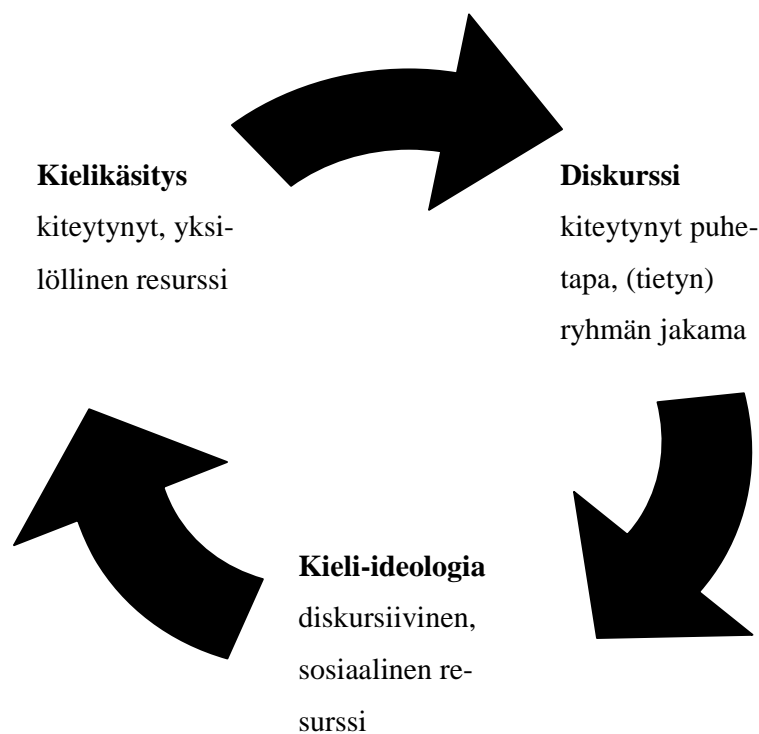 Kielikäsitys
kiteytynyt, yksi-
löllinen resurssi
Diskurssi
kiteytynyt puhe-
tapa, (tietyn)
ryhmän jakama
Kieli-ideologia
diskursiivinen,
sosiaalinen re-
surssi